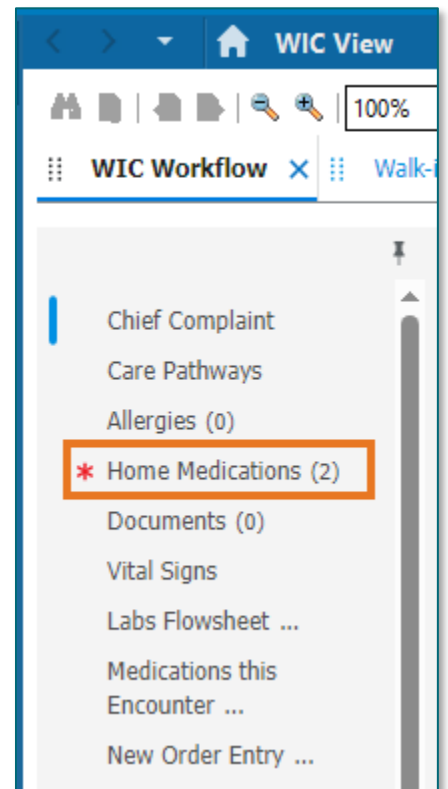 WIC View
100%
WIC Workflow
Walk-i
Chief Complaint
Care Pathways
Allergies (0)
* Home Medications (2)
Documents (0)
Vital Signs
Labs Flowsheet ...
Medications this
Encounter ...
New Order Entry ...